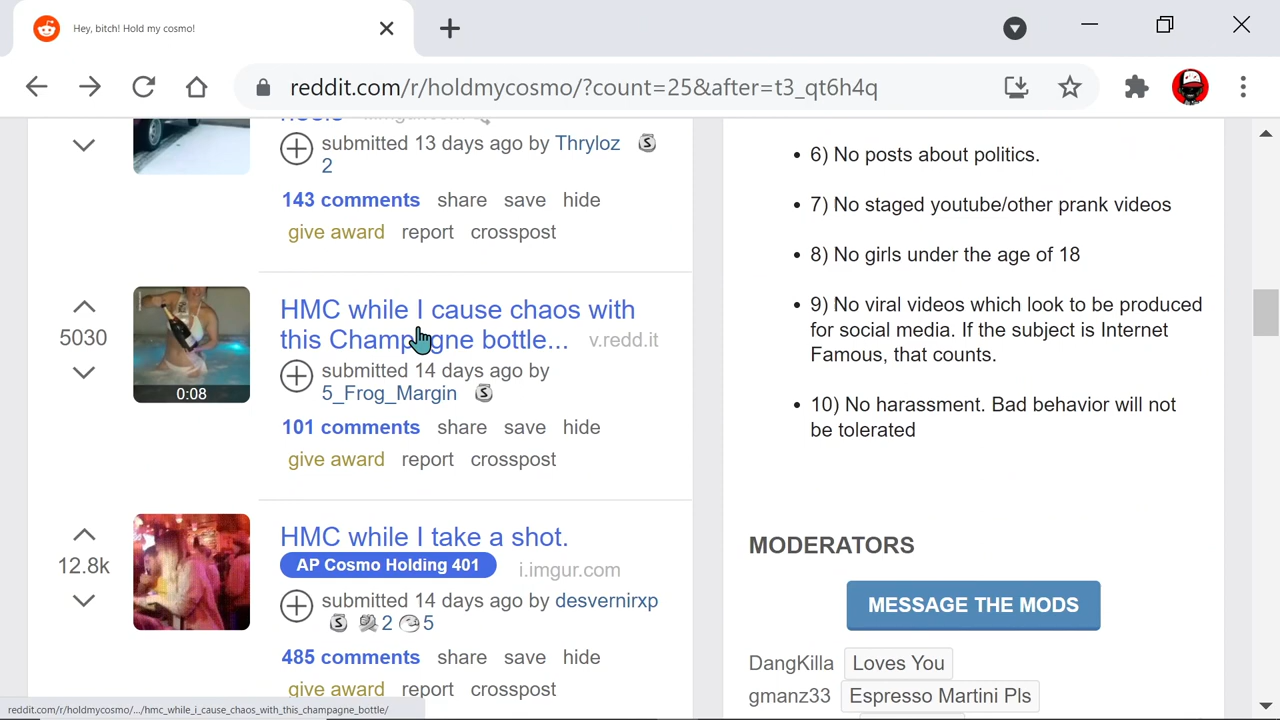 Hey, bitch! Hold my cosmo!
reddit.com/r/holdmycosmo/?count=25&after=t3_qt6h4q
submitted 13 days ago by Thryloz
2
143 comments share save hide
give award report crosspost
5030
HMC while I cause chaos with
this Champagne bottle... v.redd.it
submitted 14 days ago by
5_Frog_Margin
0:08
101 comments share save hide
give award report crosspost
12.8k
HMC while I take a shot.
AP Cosmo Holding 401 i.imgur.com
submitted 14 days ago by desvernirxp
2 5
485 comments share save hide
give award report crosspost
reddit.com/r/holdmycosmo/.../hmc_while_i_cause_chaos_with_this_champagne_bottle/
6) No posts about politics.
7) No staged youtube/other prank videos
8) No girls under the age of 18
9) No viral videos which look to be produced
for social media. If the subject is Internet
Famous, that counts.
10) No harassment. Bad behavior will not
be tolerated
MODERATORS
MESSAGE THE MODS
DangKilla Loves You
gmanz33 Espresso Martini Pls